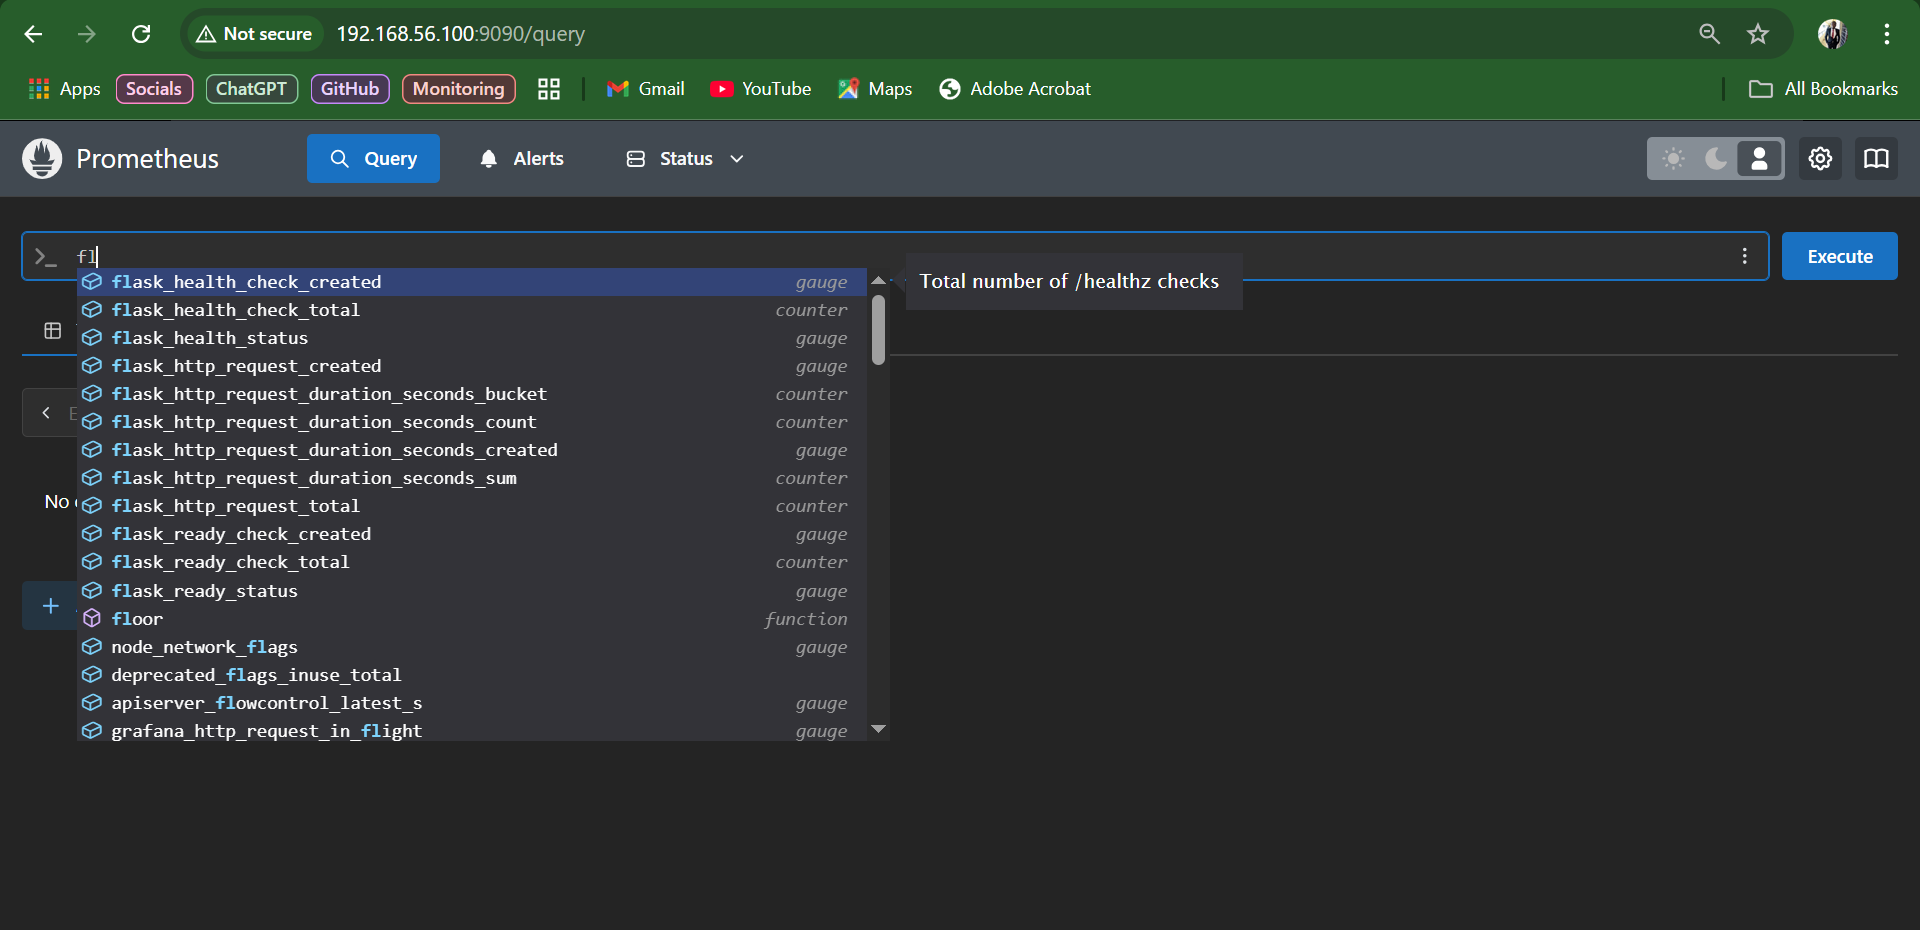 Not secure 192.168.56.100:9090/query
Apps Socials ChatGPT GitHub Monitoring Gmail YouTube Maps Adobe Acrobat All Bookmarks
Prometheus Query Alerts Status
fl Execute
flask_health_check_created gauge Total number of /healthz checks
flask_health_check_total counter
flask_health_status gauge
flask_http_request_created gauge
flask_http_request_duration_seconds_bucket counter
E
flask_http_request_duration_seconds_count counter
flask_http_request_duration_seconds_created gauge
flask_http_request_duration_seconds_sum counter
No
flask_http_request_total counter
flask_ready_check_created gauge
flask_ready_check_total counter
flask_ready_status gauge
floor function
node_network_flags gauge
deprecated_flags_inuse_total
apiserver_flowcontrol_latest_s gauge
grafana_http_request_in_flight gauge